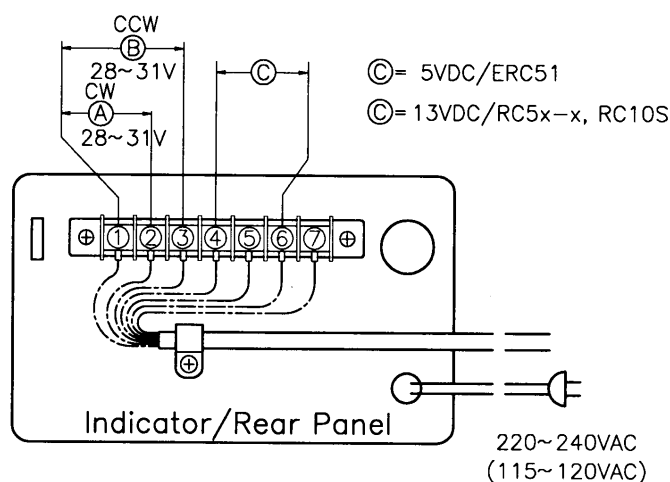 CCW
Ⓑ
28~31V
CW
Ⓐ
28~31V
Ⓒ
Ⓒ= 5VDC/ERC51
Ⓒ= 13VDC/RC5x-x, RC10S
① ② ③ ④ ⑤ ⑥ ⑦
Indicator/Rear Panel
220~240VAC
(115~120VAC)